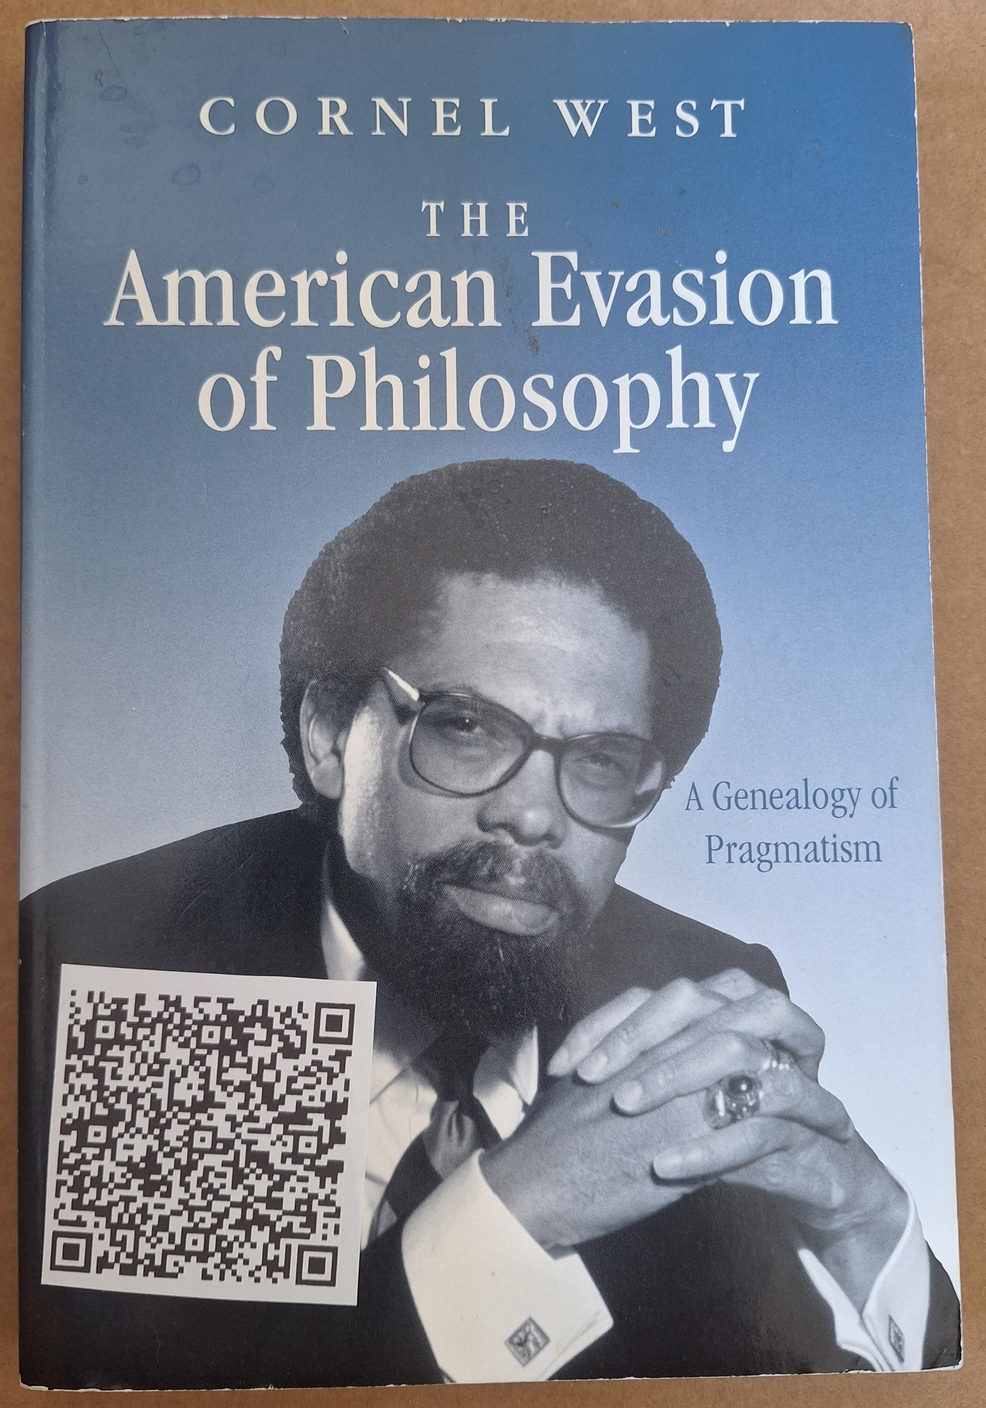 CORNEL WEST
THE
American Evasion
of Philosophy
A Genealogy of
Pragmatism